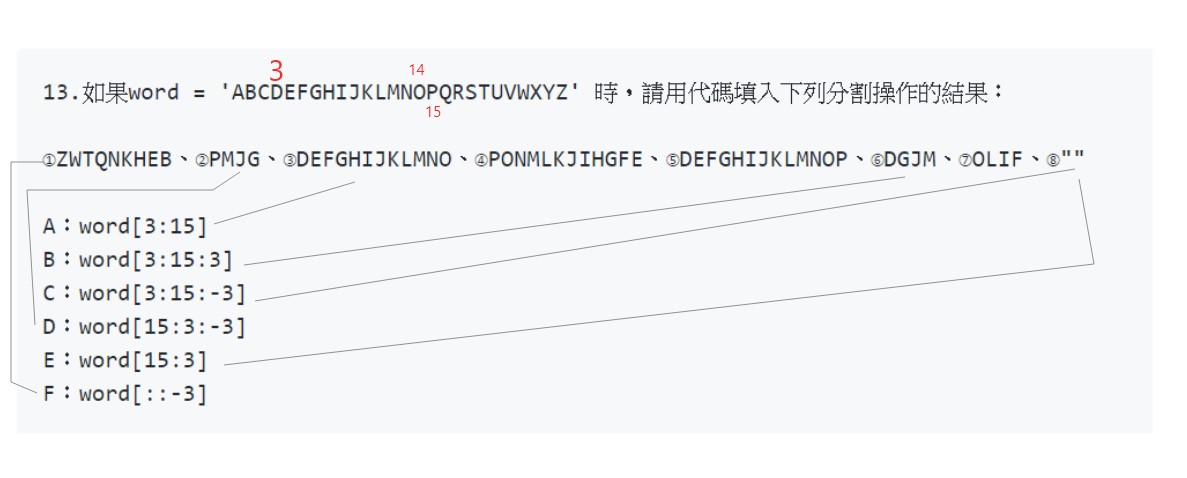 3 14
13.如果word = 'ABCDEFGHIJKLMNOPQRSTUVWXYZ' 時，請用代碼填入下列分割操作的結果：
15
①ZWTQNKHEB、②PMJG、③DEFGHIJKLMNO、④PONMLKJIHGFE、⑤DEFGHIJKLMNOP、⑥DGJM、⑦OLIF、⑧""
A：word[3:15]
B：word[3:15:3]
C：word[3:15:-3]
D：word[15:3:-3]
E：word[15:3]
F：word[::-3]